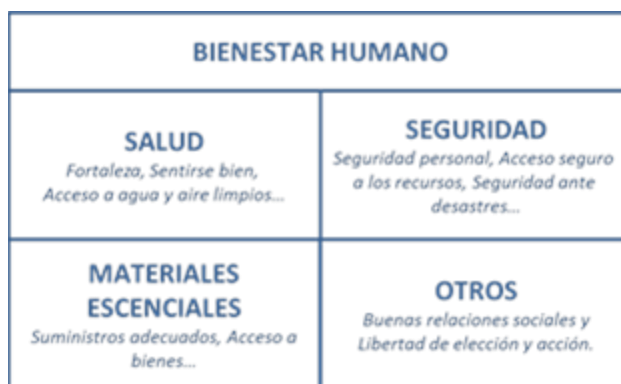 BIENESTAR HUMANO
SALUD
Fortaleza, Sentirse bien,
Acceso a agua y aire limpios...
SEGURIDAD
Seguridad personal, Acceso seguro
a los recursos, Seguridad ante
desastres...
MATERIALES
ESCENCIALES
Suministros adecuados, Acceso a
bienes...
OTROS
Buenas relaciones sociales y
Libertad de elección y acción.